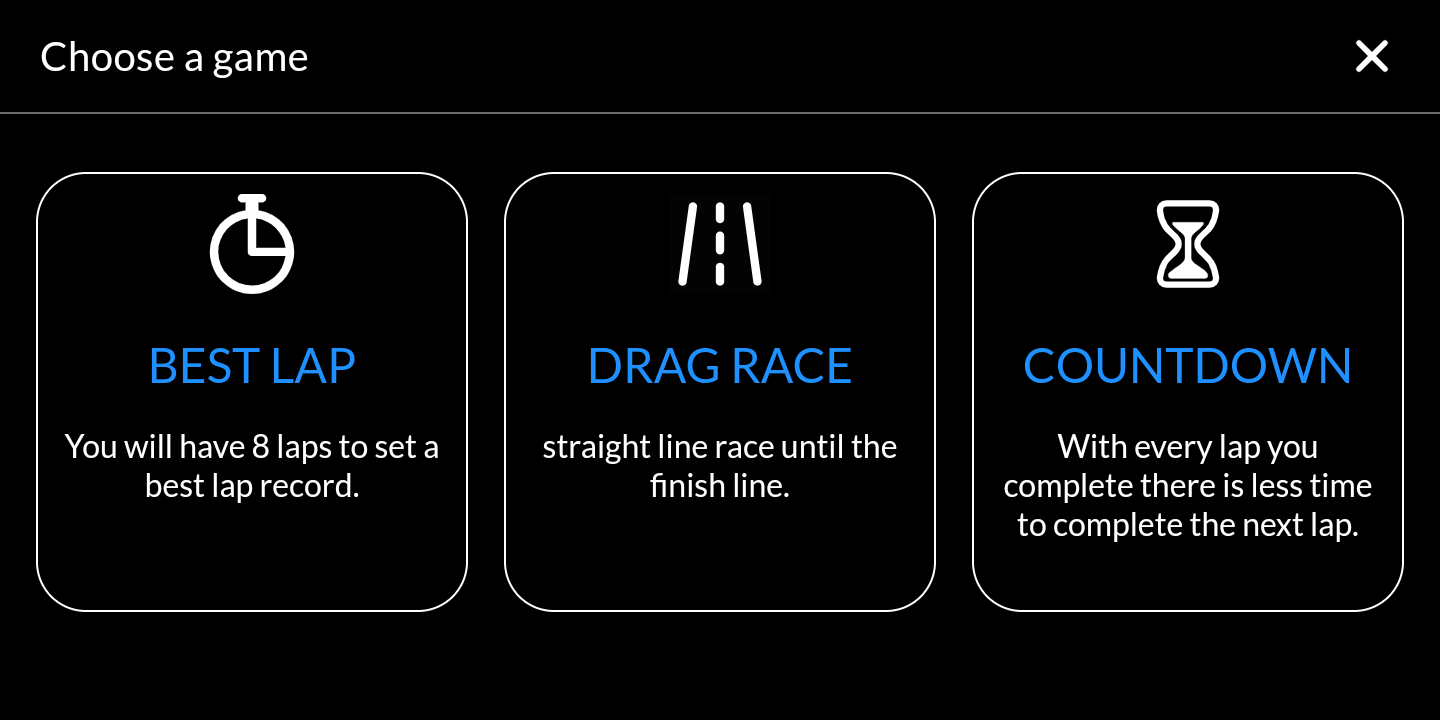 Choose a game
BEST LAP
You will have 8 laps to set a
best lap record.
DRAG RACE
straight line race until the
finish line.
COUNTDOWN
With every lap you
complete there is less time
to complete the next lap.